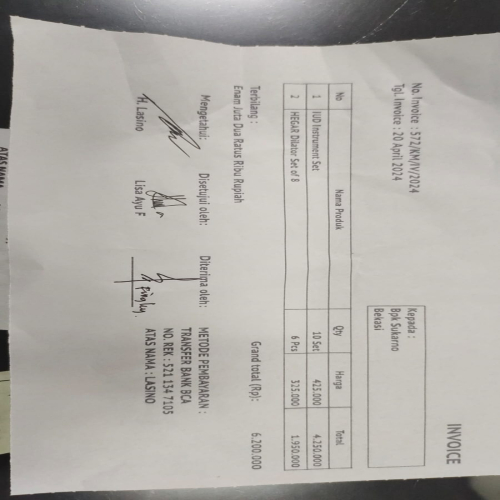 INVOICE
No. Invoice : 572/KM/IV/2024
Tgl. Invoice : 20 April 2024
Kepada :
Bpk Sukarno
Bekasi
No Nama Produk Qty Harga Total
1 IUD Instrument Set 10 Set 425.000 4.250.000
2 HEGAR Dilator Set of 8 6 Pcs 325.000 1.950.000
Grand total (Rp): 6.200.000
Terbilang :
Enam Juta Dua Ratus Ribu Rupiah
Mengetahui: Disetujui oleh: Diterima oleh:
H. Lasino Lisa Ayu F Pingky
METODE PEMBAYARAN :
TRANSFER BANK BCA
NO. REK : 521 134 7105
ATAS NAMA : LASINO
ATAS NAMA